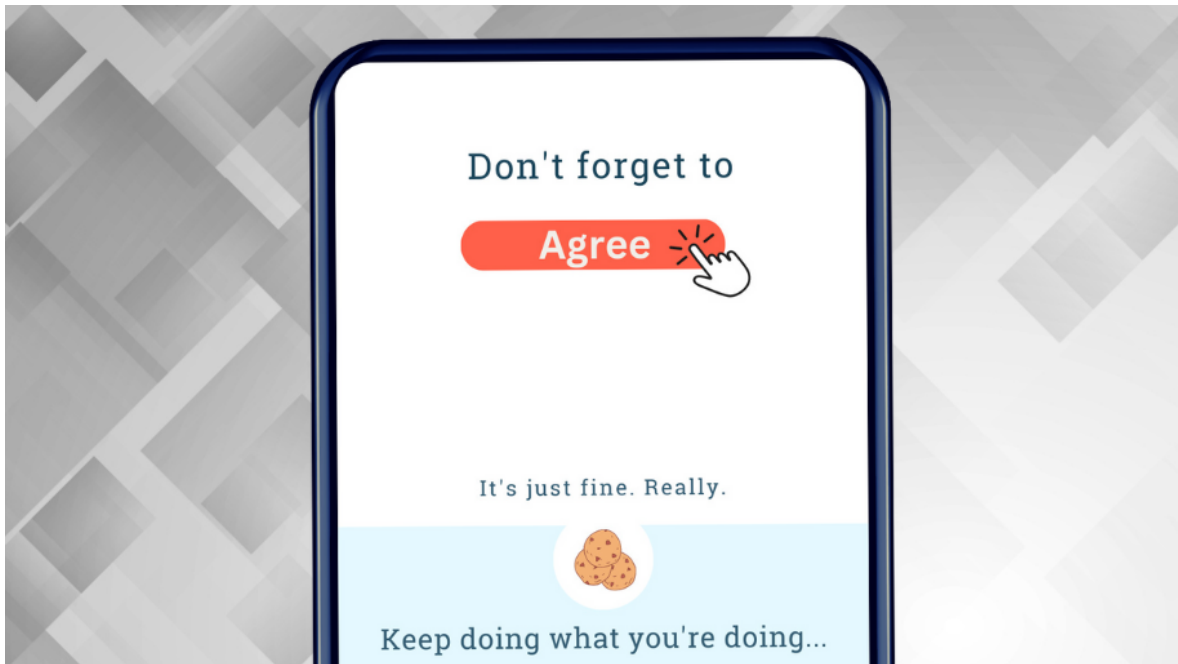 Don't forget to
Agree
It's just fine. Really.
Keep doing what you're doing...